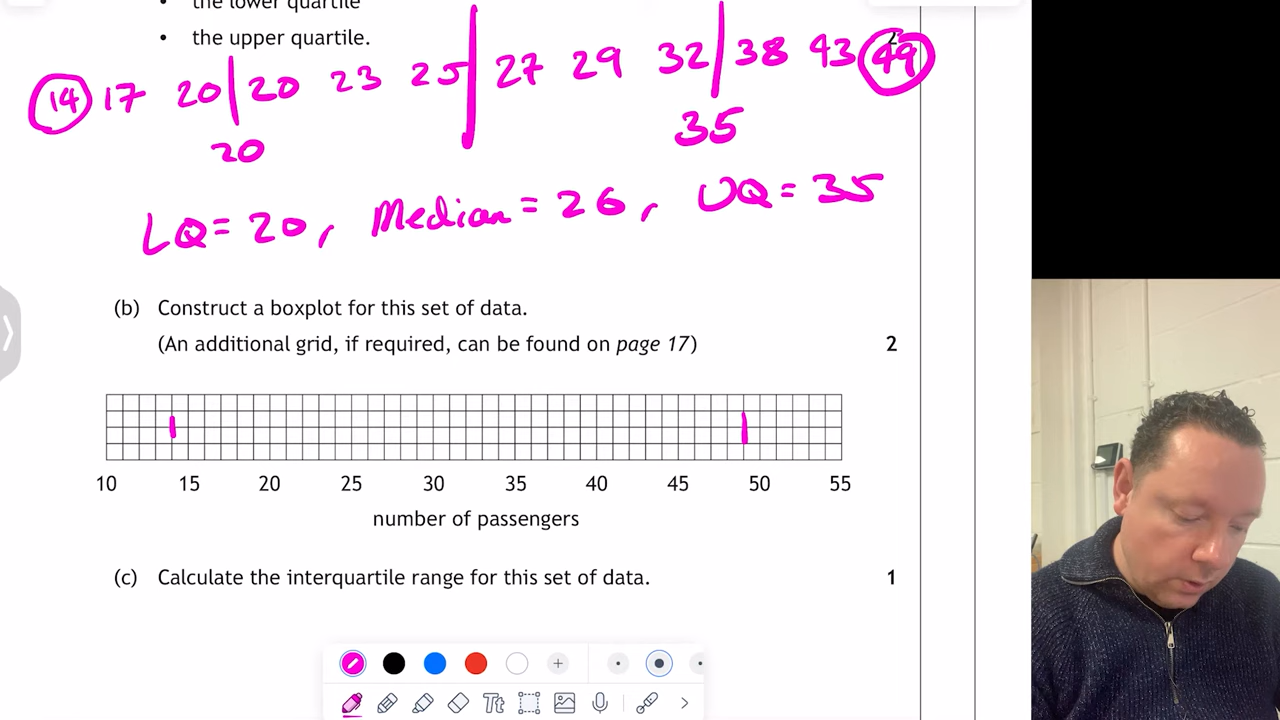 • the lower quartile
• the upper quartile.
2
14 17 20 20 23 25 27 29 32 38 43 49
20 35
LQ = 20, Median = 26, UQ = 35
(b) Construct a boxplot for this set of data.
(An additional grid, if required, can be found on page 17) 2
10 15 20 25 30 35 40 45 50 55
number of passengers
(c) Calculate the interquartile range for this set of data. 1
Tt